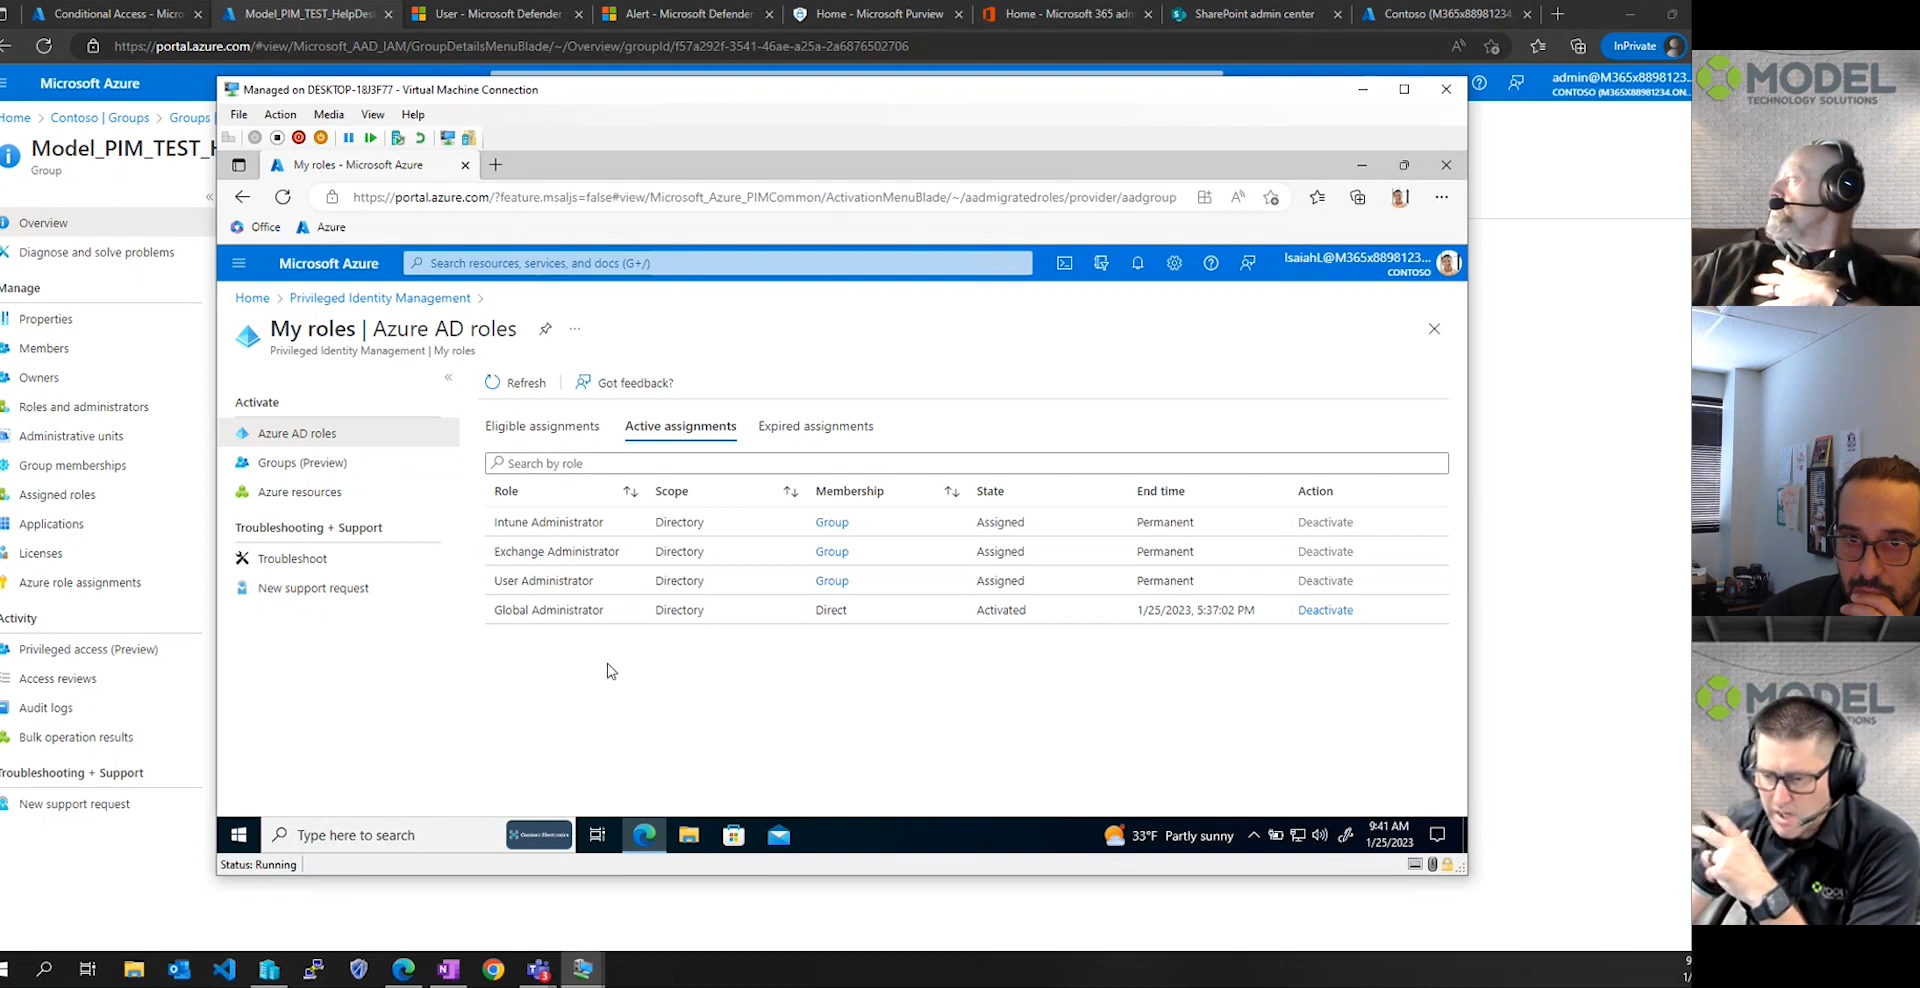 Conditional Access - Micro
Model_PIM_TEST_HelpDes
User - Microsoft Defender
Alert - Microsoft Defender
Home - Microsoft Purview
Home - Microsoft 365 adm
SharePoint admin center
Contoso (M365x88981234
https://portal.azure.com/#view/Microsoft_AAD_IAM/GroupDetailsMenuBlade/~/Overview/groupId/f57a292f-3541-46ae-a25a-2a6876502706
InPrivate
Microsoft Azure
admin@M365x8898123...
CONTOSO (M365X88981234.ON...
Home > Contoso | Groups > Groups |
Model_PIM_TEST_H
Group
Overview
Diagnose and solve problems
Manage
Properties
Members
Owners
Roles and administrators
Administrative units
Group memberships
Assigned roles
Applications
Licenses
Azure role assignments
Activity
Privileged access (Preview)
Access reviews
Audit logs
Bulk operation results
Troubleshooting + Support
New support request
Managed on DESKTOP-18J3F77 - Virtual Machine Connection
File Action Media View Help
My roles - Microsoft Azure
https://portal.azure.com/?feature.msaljs=false#view/Microsoft_Azure_PIMCommon/ActivationMenuBlade/~/aadmigratedroles/provider/aadgroup
Office Azure
Microsoft Azure
Search resources, services, and docs (G+/)
IsaiahL@M365x8898123...
CONTOSO
Home > Privileged Identity Management >
My roles | Azure AD roles
Privileged Identity Management | My roles
Activate
Azure AD roles
Groups (Preview)
Azure resources
Troubleshooting + Support
Troubleshoot
New support request
Refresh Got feedback?
Eligible assignments Active assignments Expired assignments
Search by role
Role Scope Membership State End time Action
Intune Administrator Directory Group Assigned Permanent Deactivate
Exchange Administrator Directory Group Assigned Permanent Deactivate
User Administrator Directory Group Assigned Permanent Deactivate
Global Administrator Directory Direct Activated 1/25/2023, 5:37:02 PM Deactivate
Type here to search
33°F Partly sunny
9:41 AM
1/25/2023
Status: Running
MODEL
TECHNOLOGY SOLUTIONS
MODEL